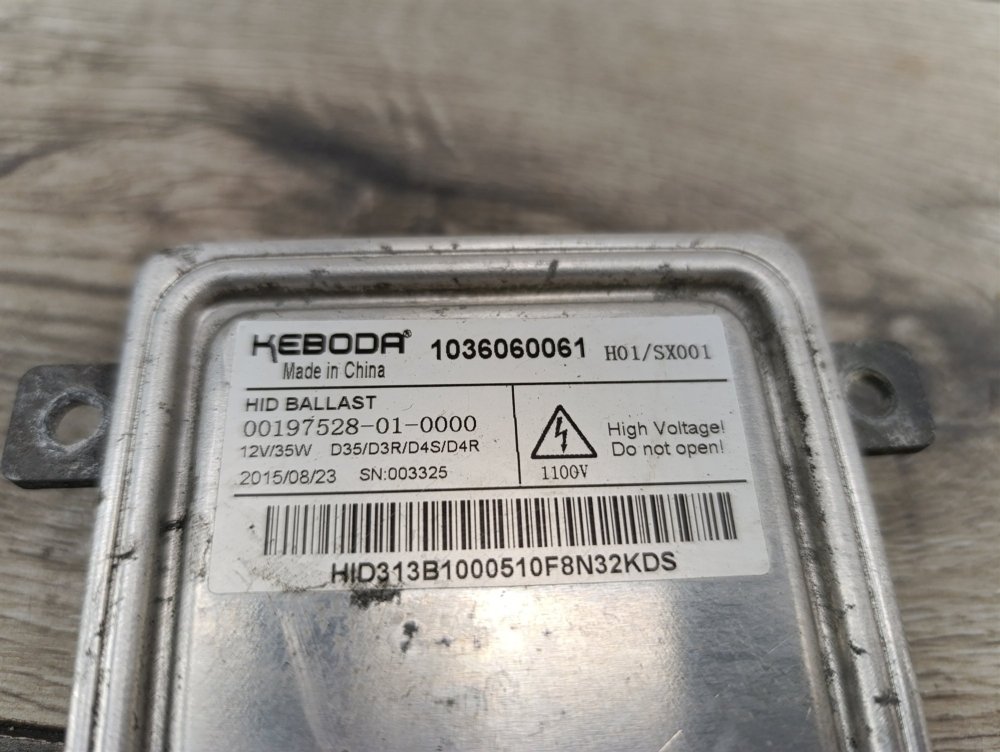 KEBODA® 1036060061 H01/SX001
Made in China
HID BALLAST
00197528-01-0000
12V/35W D35/D3R/D4S/D4R
2015/08/23 SN:003325
High Voltage!
Do not open!
1100V
HID313B1000510F8N32KDS